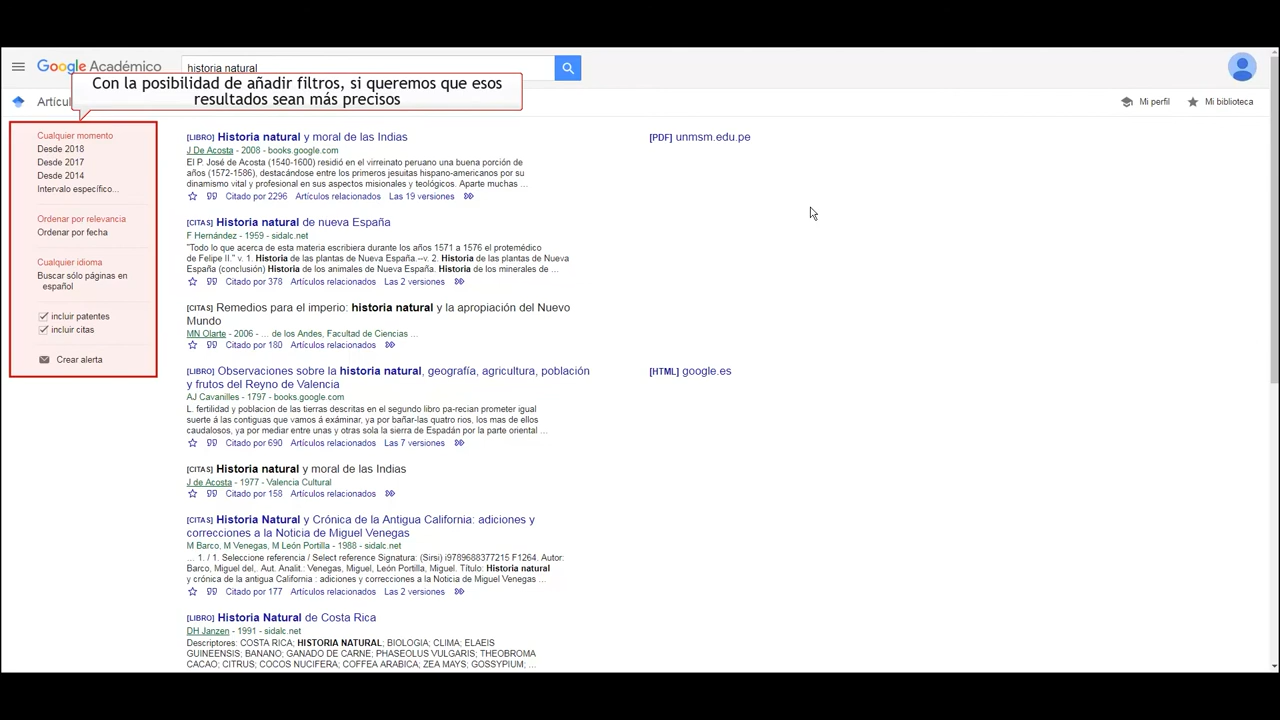 Google Académico
historia natural
Con la posibilidad de añadir filtros, si queremos que esos
resultados sean más precisos
Artícu
Mi perfil
Mi biblioteca
Cualquier momento
Desde 2018
Desde 2017
Desde 2014
Intervalo específico...
Ordenar por relevancia
Ordenar por fecha
Cualquier idioma
Buscar sólo páginas en
español
incluir patentes
incluir citas
Crear alerta
[LIBRO] Historia natural y moral de las Indias
J De Acosta - 2008 - books.google.com
El P. José de Acosta (1540-1600) residió en el virreinato peruano una buena porción de
años (1572-1586), destacándose entre los primeros jesuitas hispano-americanos por su
dinamismo vital y profesional en sus aspectos misionales y teológicos. Aparte muchas ...
Citado por 2296 Artículos relacionados Las 19 versiones
[PDF] unmsm.edu.pe
[CITAS] Historia natural de nueva España
F Hernández - 1959 - sidalc.net
"Todo lo que acerca de esta materia escribiera durante los años 1571 a 1576 el protemédico
de Felipe II." v. 1. Historia de las plantas de Nueva España.--v. 2. Historia de las plantas de Nueva
España (conclusión) Historia de los animales de Nueva España. Historia de los minerales de ...
Citado por 378 Artículos relacionados Las 2 versiones
[CITAS] Remedios para el imperio: historia natural y la apropiación del Nuevo
Mundo
MN Olarte - 2006 - ... de los Andes, Facultad de Ciencias ...
Citado por 180 Artículos relacionados
[LIBRO] Observaciones sobre la historia natural, geografía, agricultura, población
y frutos del Reyno de Valencia
AJ Cavanilles - 1797 - books.google.com
L. fertilidad y poblacion de las tierras descritas en el segundo libro pa-recian prometer igual
suerte á las contiguas que vamos á exáminar, ya por bañar-las quatro rios, los mas de ellos
caudalosos, ya por mediar entre unas y otras sola la sierra de Espadán por la parte oriental ...
Citado por 690 Artículos relacionados Las 7 versiones
[HTML] google.es
[CITAS] Historia natural y moral de las Indias
J de Acosta - 1977 - Valencia Cultural
Citado por 158 Artículos relacionados
[CITAS] Historia Natural y Crónica de la Antigua California: adiciones y
correcciones a la Noticia de Miguel Venegas
M Barco, M Venegas, M León Portilla - 1988 - sidalc.net
... 1. / 1. Seleccione referencia / Select reference Signatura: (Sirsi) i9789688377215 F1264. Autor:
Barco, Miguel del,. Aut. Analit.: Venegas, Miguel, León Portilla, Miguel. Título: Historia natural
y crónica de la antigua California : adiciones y correcciones a la Noticia de Miguel Venegas ...
Citado por 177 Artículos relacionados Las 2 versiones
[LIBRO] Historia Natural de Costa Rica
DH Janzen - 1991 - sidalc.net
Descriptores: COSTA RICA; HISTORIA NATURAL; BIOLOGIA; CLIMA; ELAEIS
GUINEENSIS; BANANO; GANADO DE CARNE; PHASEOLUS VULGARIS; THEOBROMA
CACAO; CITRUS; COCOS NUCIFERA; COFFEA ARABICA; ZEA MAYS; GOSSYPIUM; ...